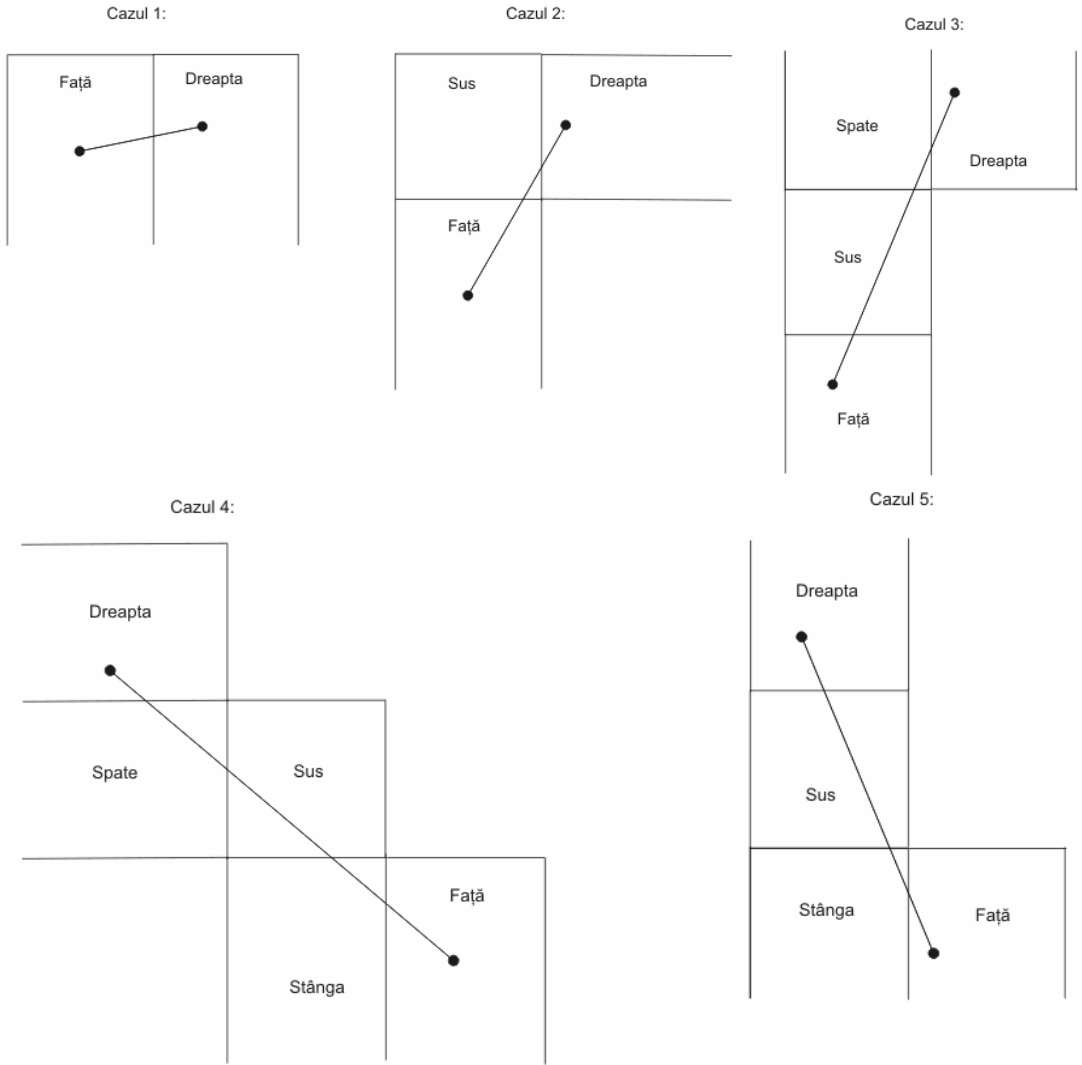 Cazul 1:
Față
Dreapta
Cazul 2:
Sus
Dreapta
Față
Cazul 3:
Spate
Dreapta
Sus
Față
Cazul 4:
Dreapta
Spate
Sus
Față
Stânga
Cazul 5:
Dreapta
Sus
Stânga
Față